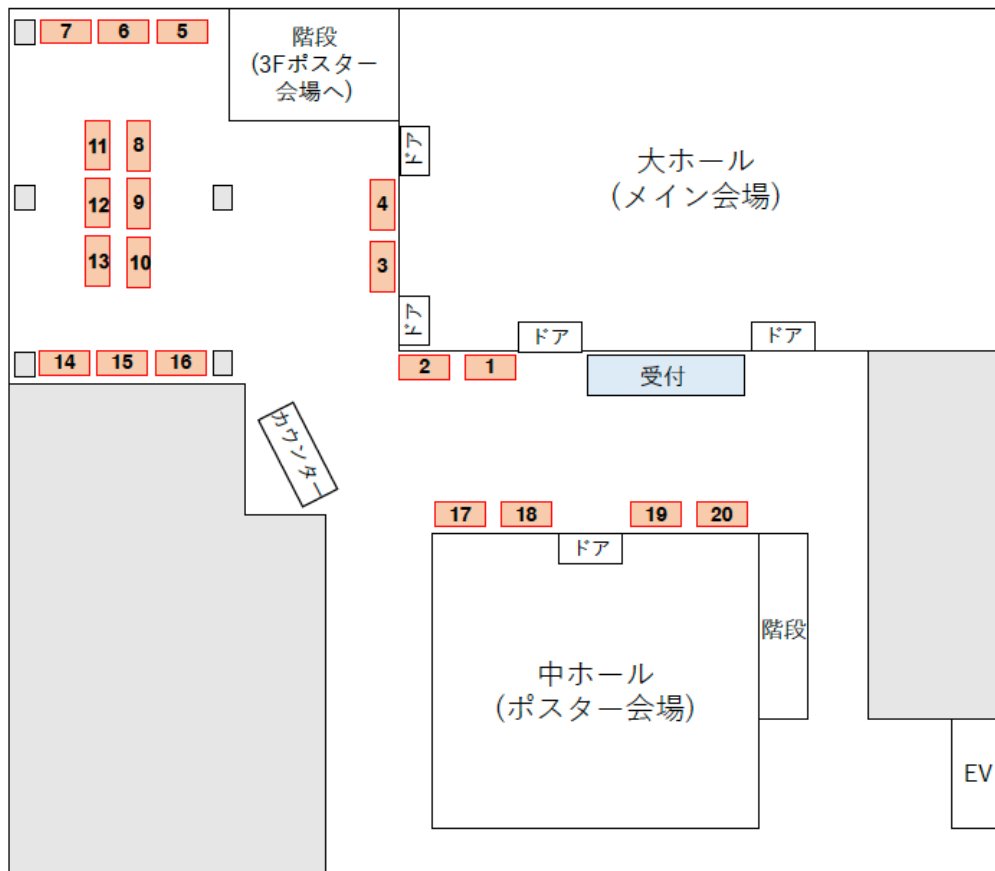 7 6 5
階段
(3Fポスター
会場へ)
ドア
大ホール
(メイン会場)
11 8
12 9
4
13 10
3
ドア
ドア
ドア
14 15 16
2 1
受付
カウンター
17 18 19 20
ドア
階段
中ホール
(ポスター会場)
EV